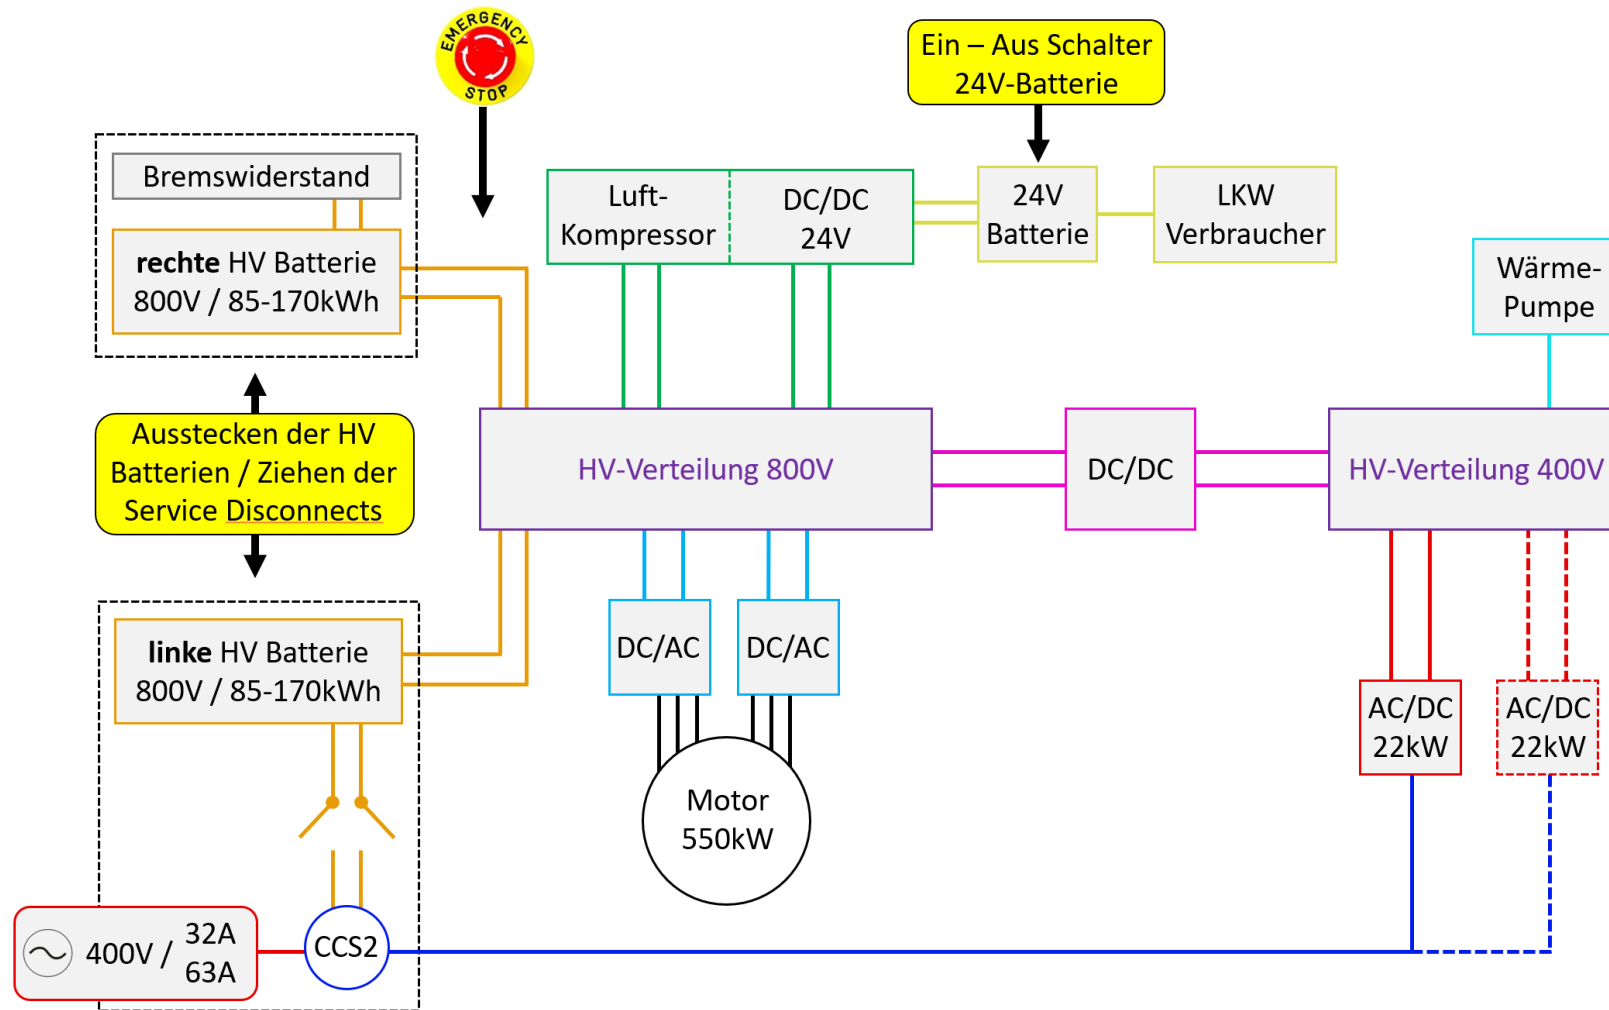 EMERGENCY
STOP
Ein – Aus Schalter
24V-Batterie
Bremswiderstand
rechte HV Batterie
800V / 85-170kWh
Luft-
Kompressor
DC/DC
24V
24V
Batterie
LKW
Verbraucher
Wärme-
Pumpe
Ausstecken der HV
Batterien / Ziehen der
Service Disconnects
HV-Verteilung 800V
DC/DC
HV-Verteilung 400V
linke HV Batterie
800V / 85-170kWh
DC/AC
DC/AC
AC/DC
22kW
AC/DC
22kW
Motor
550kW
400V /
32A
63A
CCS2